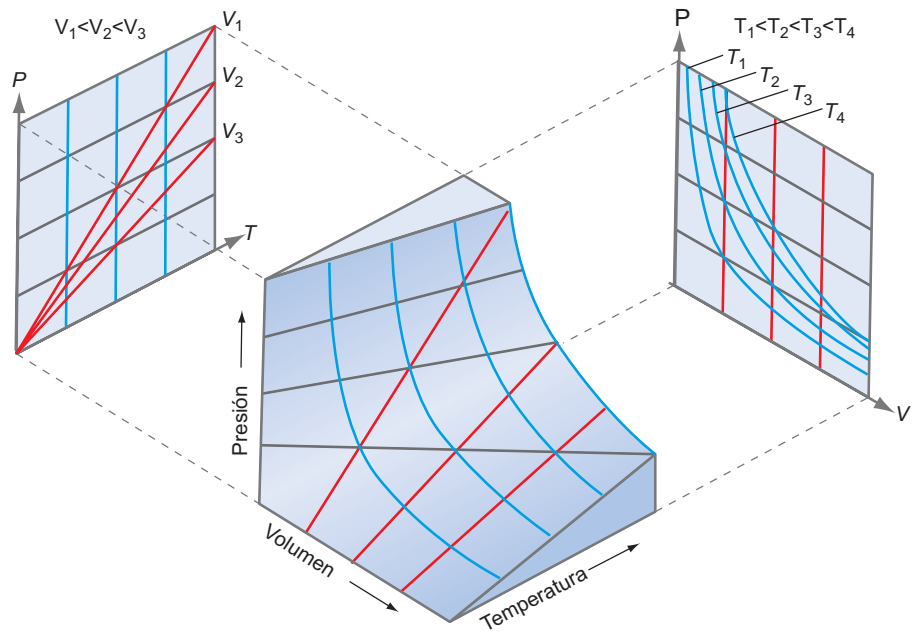 V₁<V₂<V₃
V₁
P
V₂
V₃
T
P
T₁<T₂<T₃<T₄
T₁
T₂
T₃
T₄
V
Presión
Volumen
Temperatura